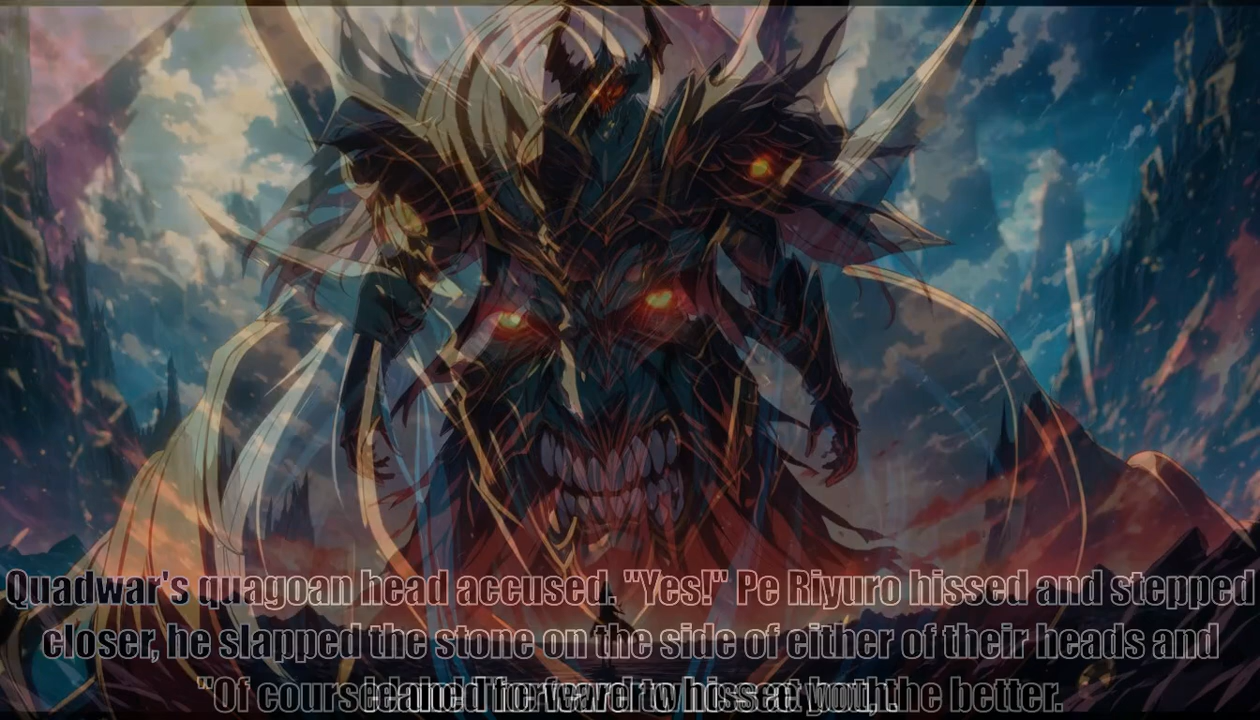 Quadwar's quagoan head accused. "Yes!" Pe Riyuro hissed and stepped
closer, he slapped the stone on the side of either of their heads and
"Of course the better.